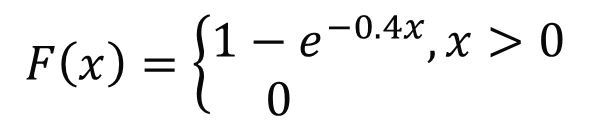 F(x) = {1 − e^{−0.4x}, x > 0
0